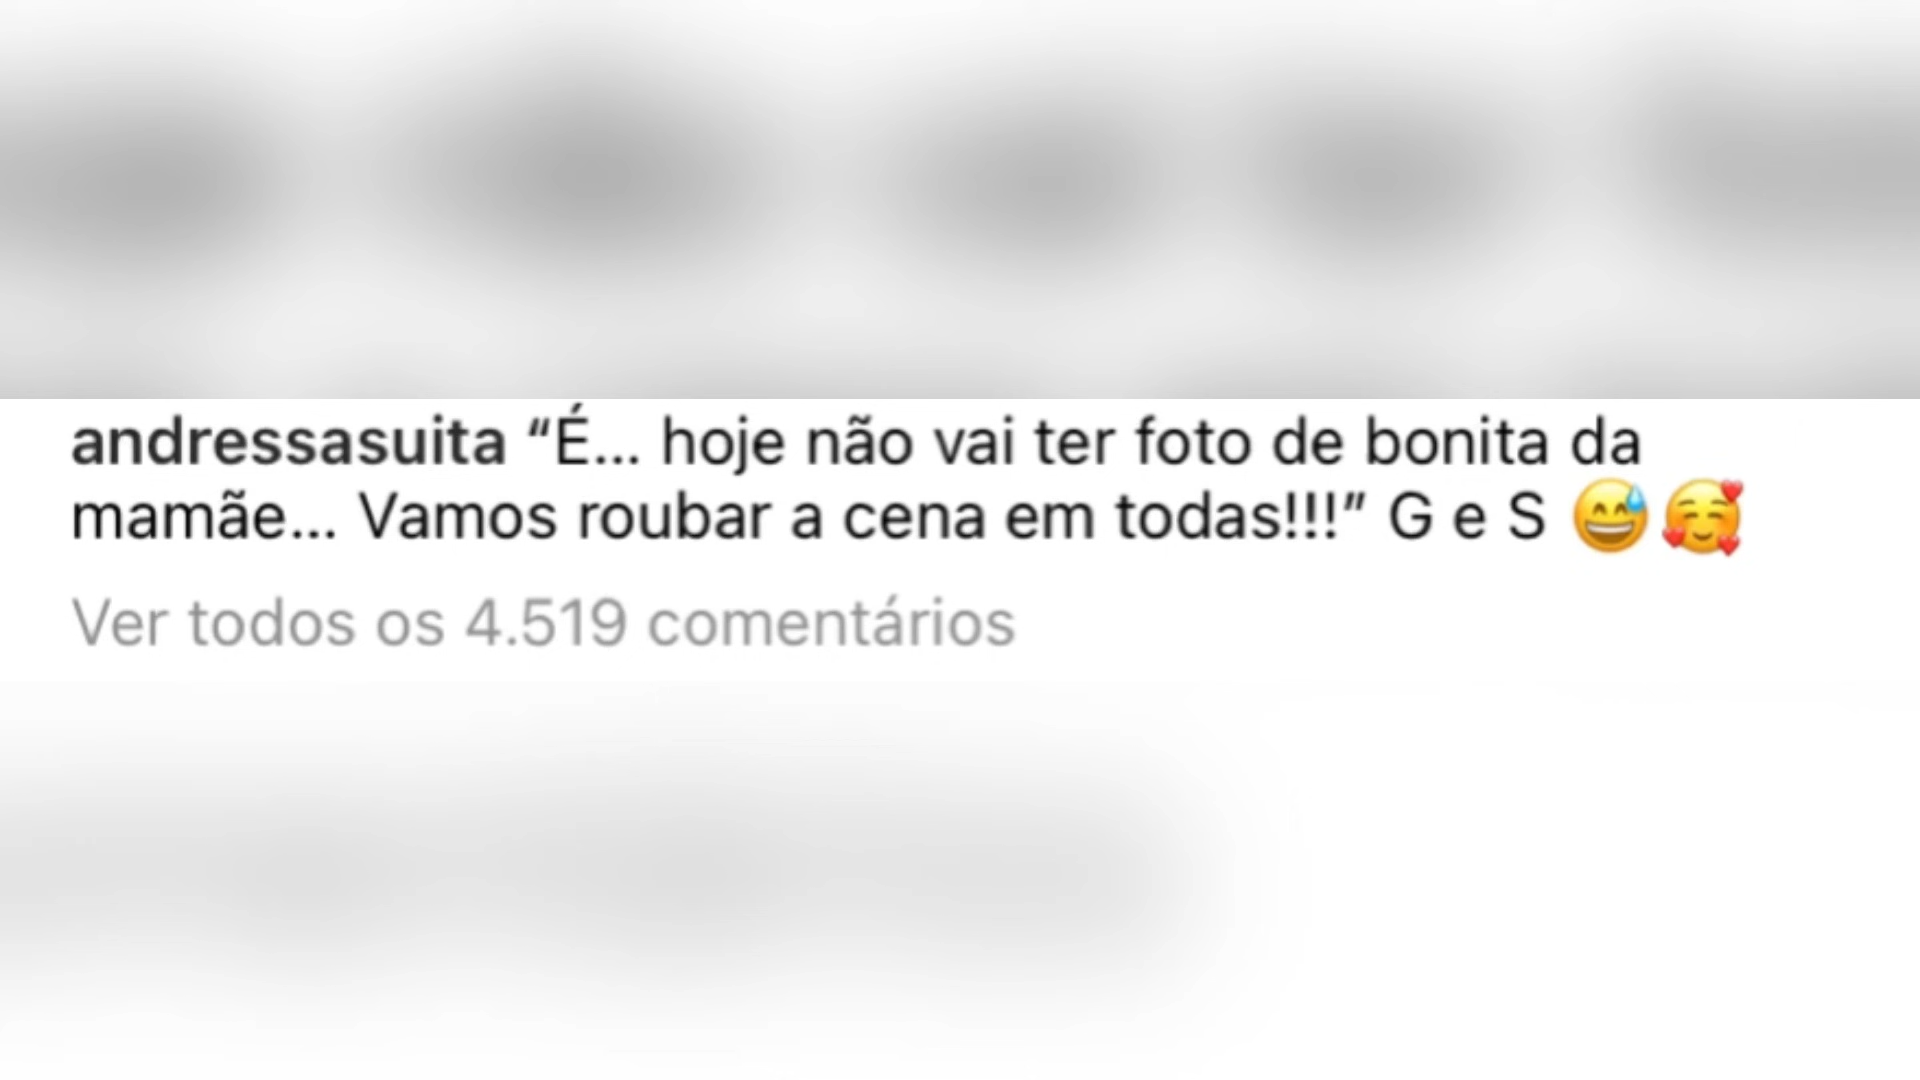 andressasuita “É... hoje não vai ter foto de bonita da
mamãe... Vamos roubar a cena em todas!!!” G e S 😅🥰
Ver todos os 4.519 comentários